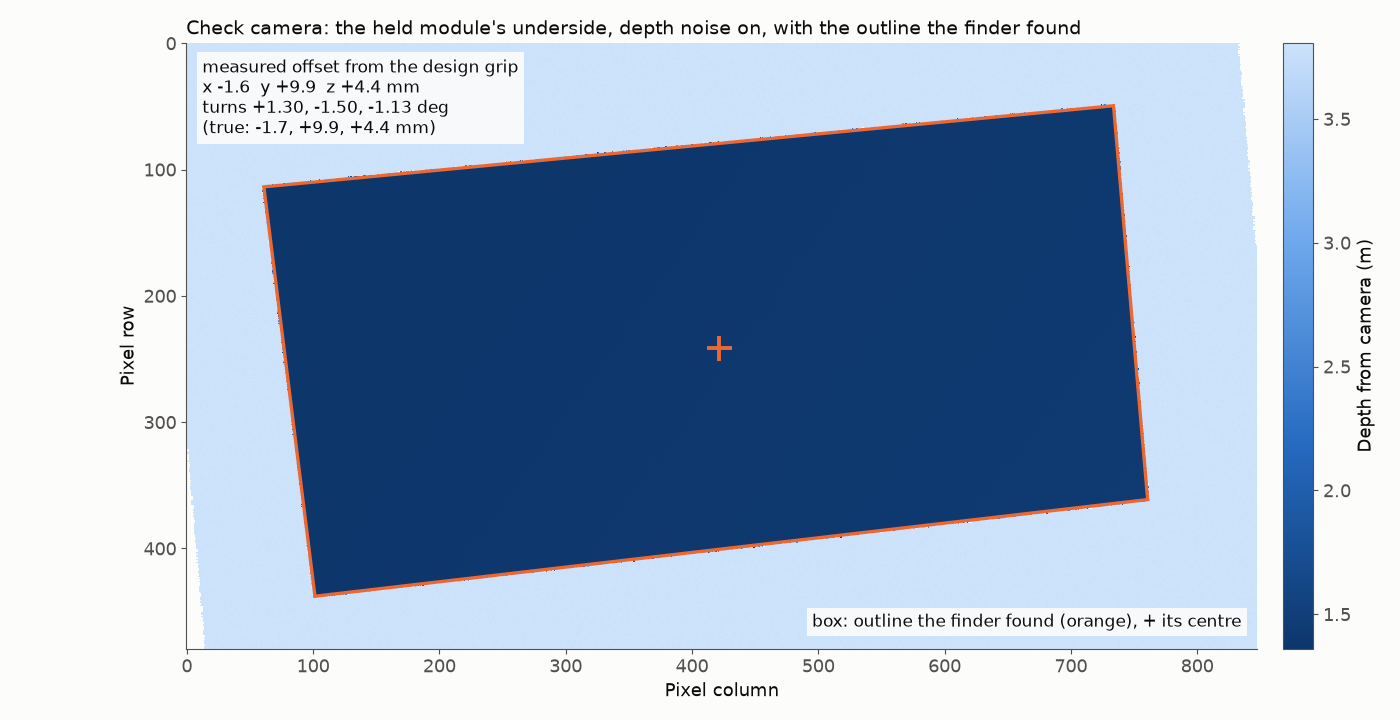 Check camera: the held module's underside, depth noise on, with the outline the finder found
measured offset from the design grip
x -1.6  y +9.9  z +4.4 mm
turns +1.30, -1.50, -1.13 deg
(true: -1.7, +9.9, +4.4 mm)
0
100
200
300
400
Pixel row
box: outline the finder found (orange), + its centre
0 100 200 300 400 500 600 700 800
Pixel column
3.5
3.0
2.5
2.0
1.5
Depth from camera (m)